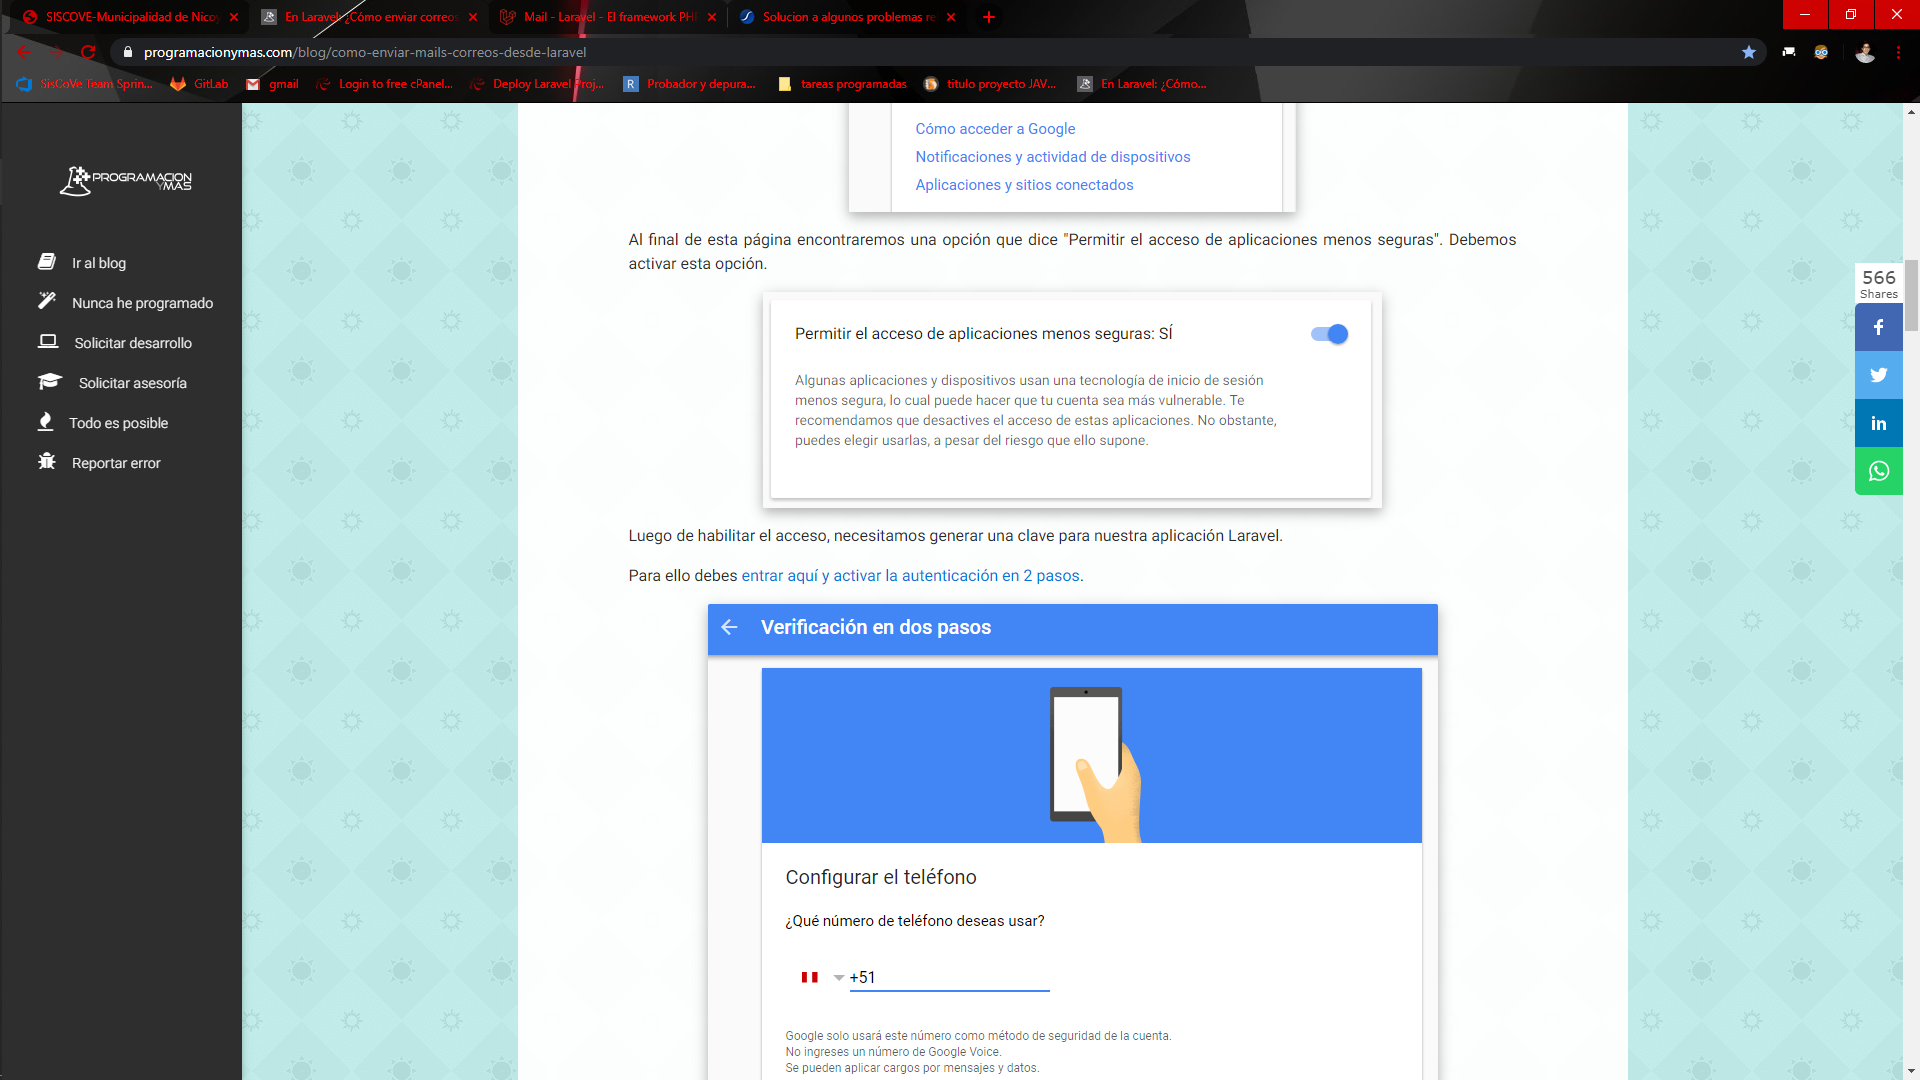 SISCOVE-Municipalidad de Nicoy
En Laravel: ¿Cómo enviar correos
Mail - Laravel - El framework PHP
Solucion a algunos problemas re
programacionymas.com/blog/como-enviar-mails-correos-desde-laravel
SisCoVe Team Sprin...
GitLab
gmail
Login to free cPanel...
Deploy Laravel Proj...
R
Probador y depura...
tareas programadas
titulo proyecto JAV...
En Laravel: ¿Cómo...
PROGRAMACION
YMAS
Ir al blog
Nunca he programado
Solicitar desarrollo
Solicitar asesoría
Todo es posible
Reportar error
Cómo acceder a Google
Notificaciones y actividad de dispositivos
Aplicaciones y sitios conectados
Al final de esta página encontraremos una opción que dice "Permitir el acceso de aplicaciones menos seguras". Debemos
activar esta opción.
Permitir el acceso de aplicaciones menos seguras: SÍ
Algunas aplicaciones y dispositivos usan una tecnología de inicio de sesión
menos segura, lo cual puede hacer que tu cuenta sea más vulnerable. Te
recomendamos que desactives el acceso de estas aplicaciones. No obstante,
puedes elegir usarlas, a pesar del riesgo que ello supone.
Luego de habilitar el acceso, necesitamos generar una clave para nuestra aplicación Laravel.
Para ello debes entrar aquí y activar la autenticación en 2 pasos.
Verificación en dos pasos
Configurar el teléfono
¿Qué número de teléfono deseas usar?
+51
Google solo usará este número como método de seguridad de la cuenta.
No ingreses un número de Google Voice.
Se pueden aplicar cargos por mensajes y datos.
566
Shares